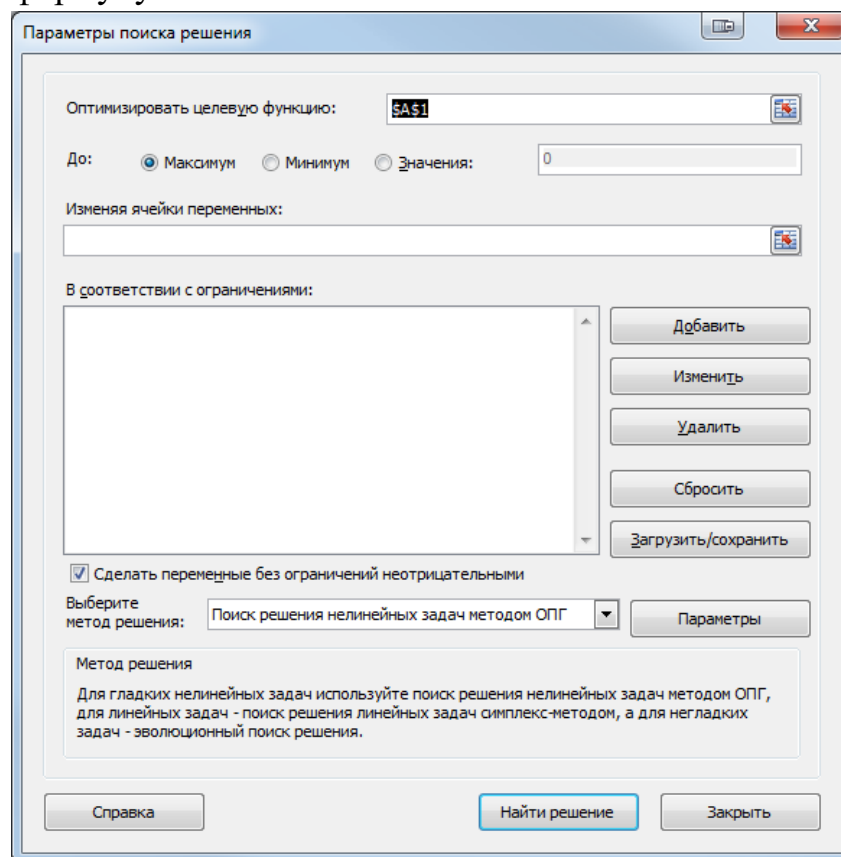 Параметры поиска решения
Оптимизировать целевую функцию: $A$1
До: Максимум Минимум Значения: 0
Изменяя ячейки переменных:
В соответствии с ограничениями:
Добавить
Изменить
Удалить
Сбросить
Загрузить/сохранить
Сделать переменные без ограничений неотрицательными
Выберите
метод решения: Поиск решения нелинейных задач методом ОПГ Параметры
Метод решения
Для гладких нелинейных задач используйте поиск решения нелинейных задач методом ОПГ,
для линейных задач - поиск решения линейных задач симплекс-методом, а для негладких
задач - эволюционный поиск решения.
Справка Найти решение Закрыть